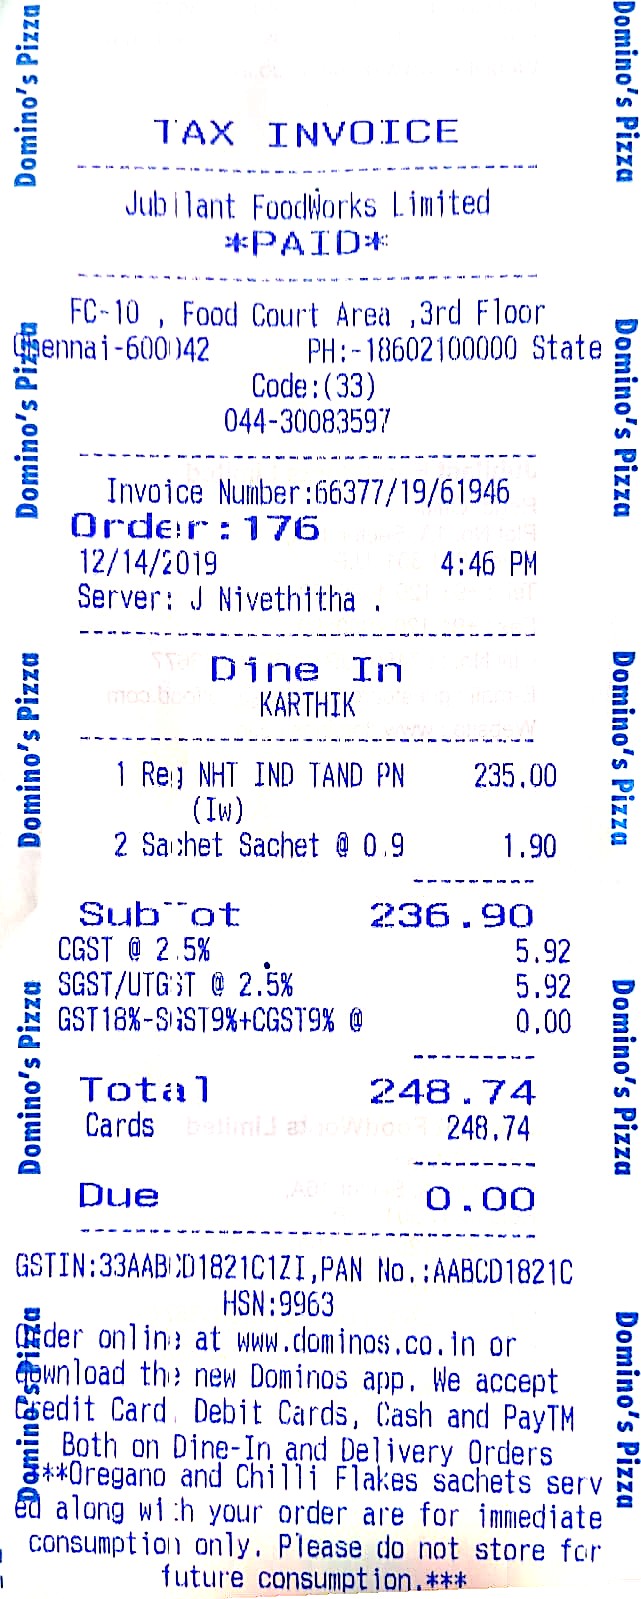 TAX INVOICE
Jubilant FoodWorks Limited
*PAID*
FC-10 , Food Court Area ,3rd Floor
Chennai-600042 PH:-18602100000 State
Code:(33)
044-30083597
Invoice Number:66377/19/61946
Order:176
12/14/2019 4:46 PM
Server: J Nivethitha .
Dine In
KARTHIK
1 Reg NHT IND TAND PN 235.00
(Iw)
2 Sachet Sachet @ 0.9 1.90
SubTot 236.90
CGST @ 2.5% 5.92
SGST/UTGST @ 2.5% 5.92
GST18%-SGST9%+CGST9% @ 0.00
Total 248.74
Cards 248.74
Due 0.00
GSTIN:33AABCD1821C1ZI,PAN No.:AABCD1821C
HSN:9963
Order online at www.dominos.co.in or
download the new Dominos app. We accept
Credit Card, Debit Cards, Cash and PayTM
Both on Dine-In and Delivery Orders
***Oregano and Chilli Flakes sachets serv
ed along with your order are for immediate
consumption only. Please do not store for
future consumption.***
Domino's Pizza
Domino's Pizza
Domino's Pizza
Domino's Pizza
Domino's Pizza
Domino's Pizza
Domino's Pizza
Domino's Pizza
Domino's Pizza
Domino's Pizza